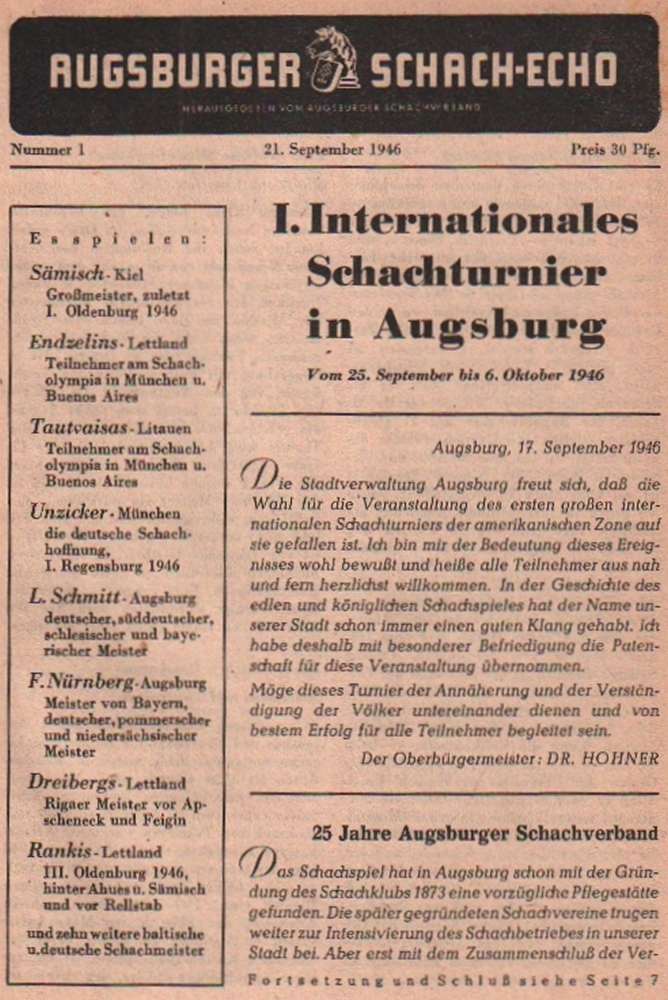 AUGSBURGER SCHACH-ECHO
HERAUSGEGEBEN VOM AUGSBURGER SCHACHVERBAND
Nummer 1 21. September 1946 Preis 30 Pfg.
Es spielen:
Sämisch - Kiel
Großmeister, zuletzt
I. Oldenburg 1946
Endzelins - Lettland
Teilnehmer am Schach-
olympia in München u.
Buenos Aires
Tautvaisas - Litauen
Teilnehmer am Schach-
olympia in München u.
Buenos Aires
Unzicker - München
die deutsche Schach-
hoffnung,
I. Regensburg 1946
L. Schmitt - Augsburg
deutscher, süddeutscher,
schlesischer und baye-
rischer Meister
F. Nürnberg - Augsburg
Meister von Bayern,
deutscher, pommerscher
und niedersächsischer
Meister
Dreibergs - Lettland
Rigaer Meister vor Ap-
scheneck und Feigin
Rankis - Lettland
III. Oldenburg 1946,
hinter Ahues u. Sämisch
und vor Rellstab
und zehn weitere baltische
u. deutsche Schachmeister
I. Internationales
Schachturnier
in Augsburg
Vom 25. September bis 6. Oktober 1946
Augsburg, 17. September 1946
Die Stadtverwaltung Augsburg freut sich, daß die
Wahl für die Veranstaltung des ersten großen inter-
nationalen Schachturniers der amerikanischen Zone auf
sie gefallen ist. Ich bin mir der Bedeutung dieses Ereig-
nisses wohl bewußt und heiße alle Teilnehmer aus nah
und fern herzlichst willkommen. In der Geschichte des
edlen und königlichen Schachspieles hat der Name un-
serer Stadt schon immer einen guten Klang gehabt. Ich
habe deshalb mit besonderer Befriedigung die Paten-
schaft für diese Veranstaltung übernommen.
Möge dieses Turnier der Annäherung und der Verstän-
digung der Völker untereinander dienen und von
bestem Erfolg für alle Teilnehmer begleitet sein.
Der Oberbürgermeister: DR. HOHNER
25 Jahre Augsburger Schachverband
Das Schachspiel hat in Augsburg schon mit der Grün-
dung des Schachklubs 1873 eine vorzügliche Pflegestätte
gefunden. Die später gegründeten Schachvereine trugen
weiter zur Intensivierung des Schachbetriebes in unserer
Stadt bei. Aber erst mit dem Zusammenschluß der Ver-
Fortsetzung und Schluß siehe Seite 7